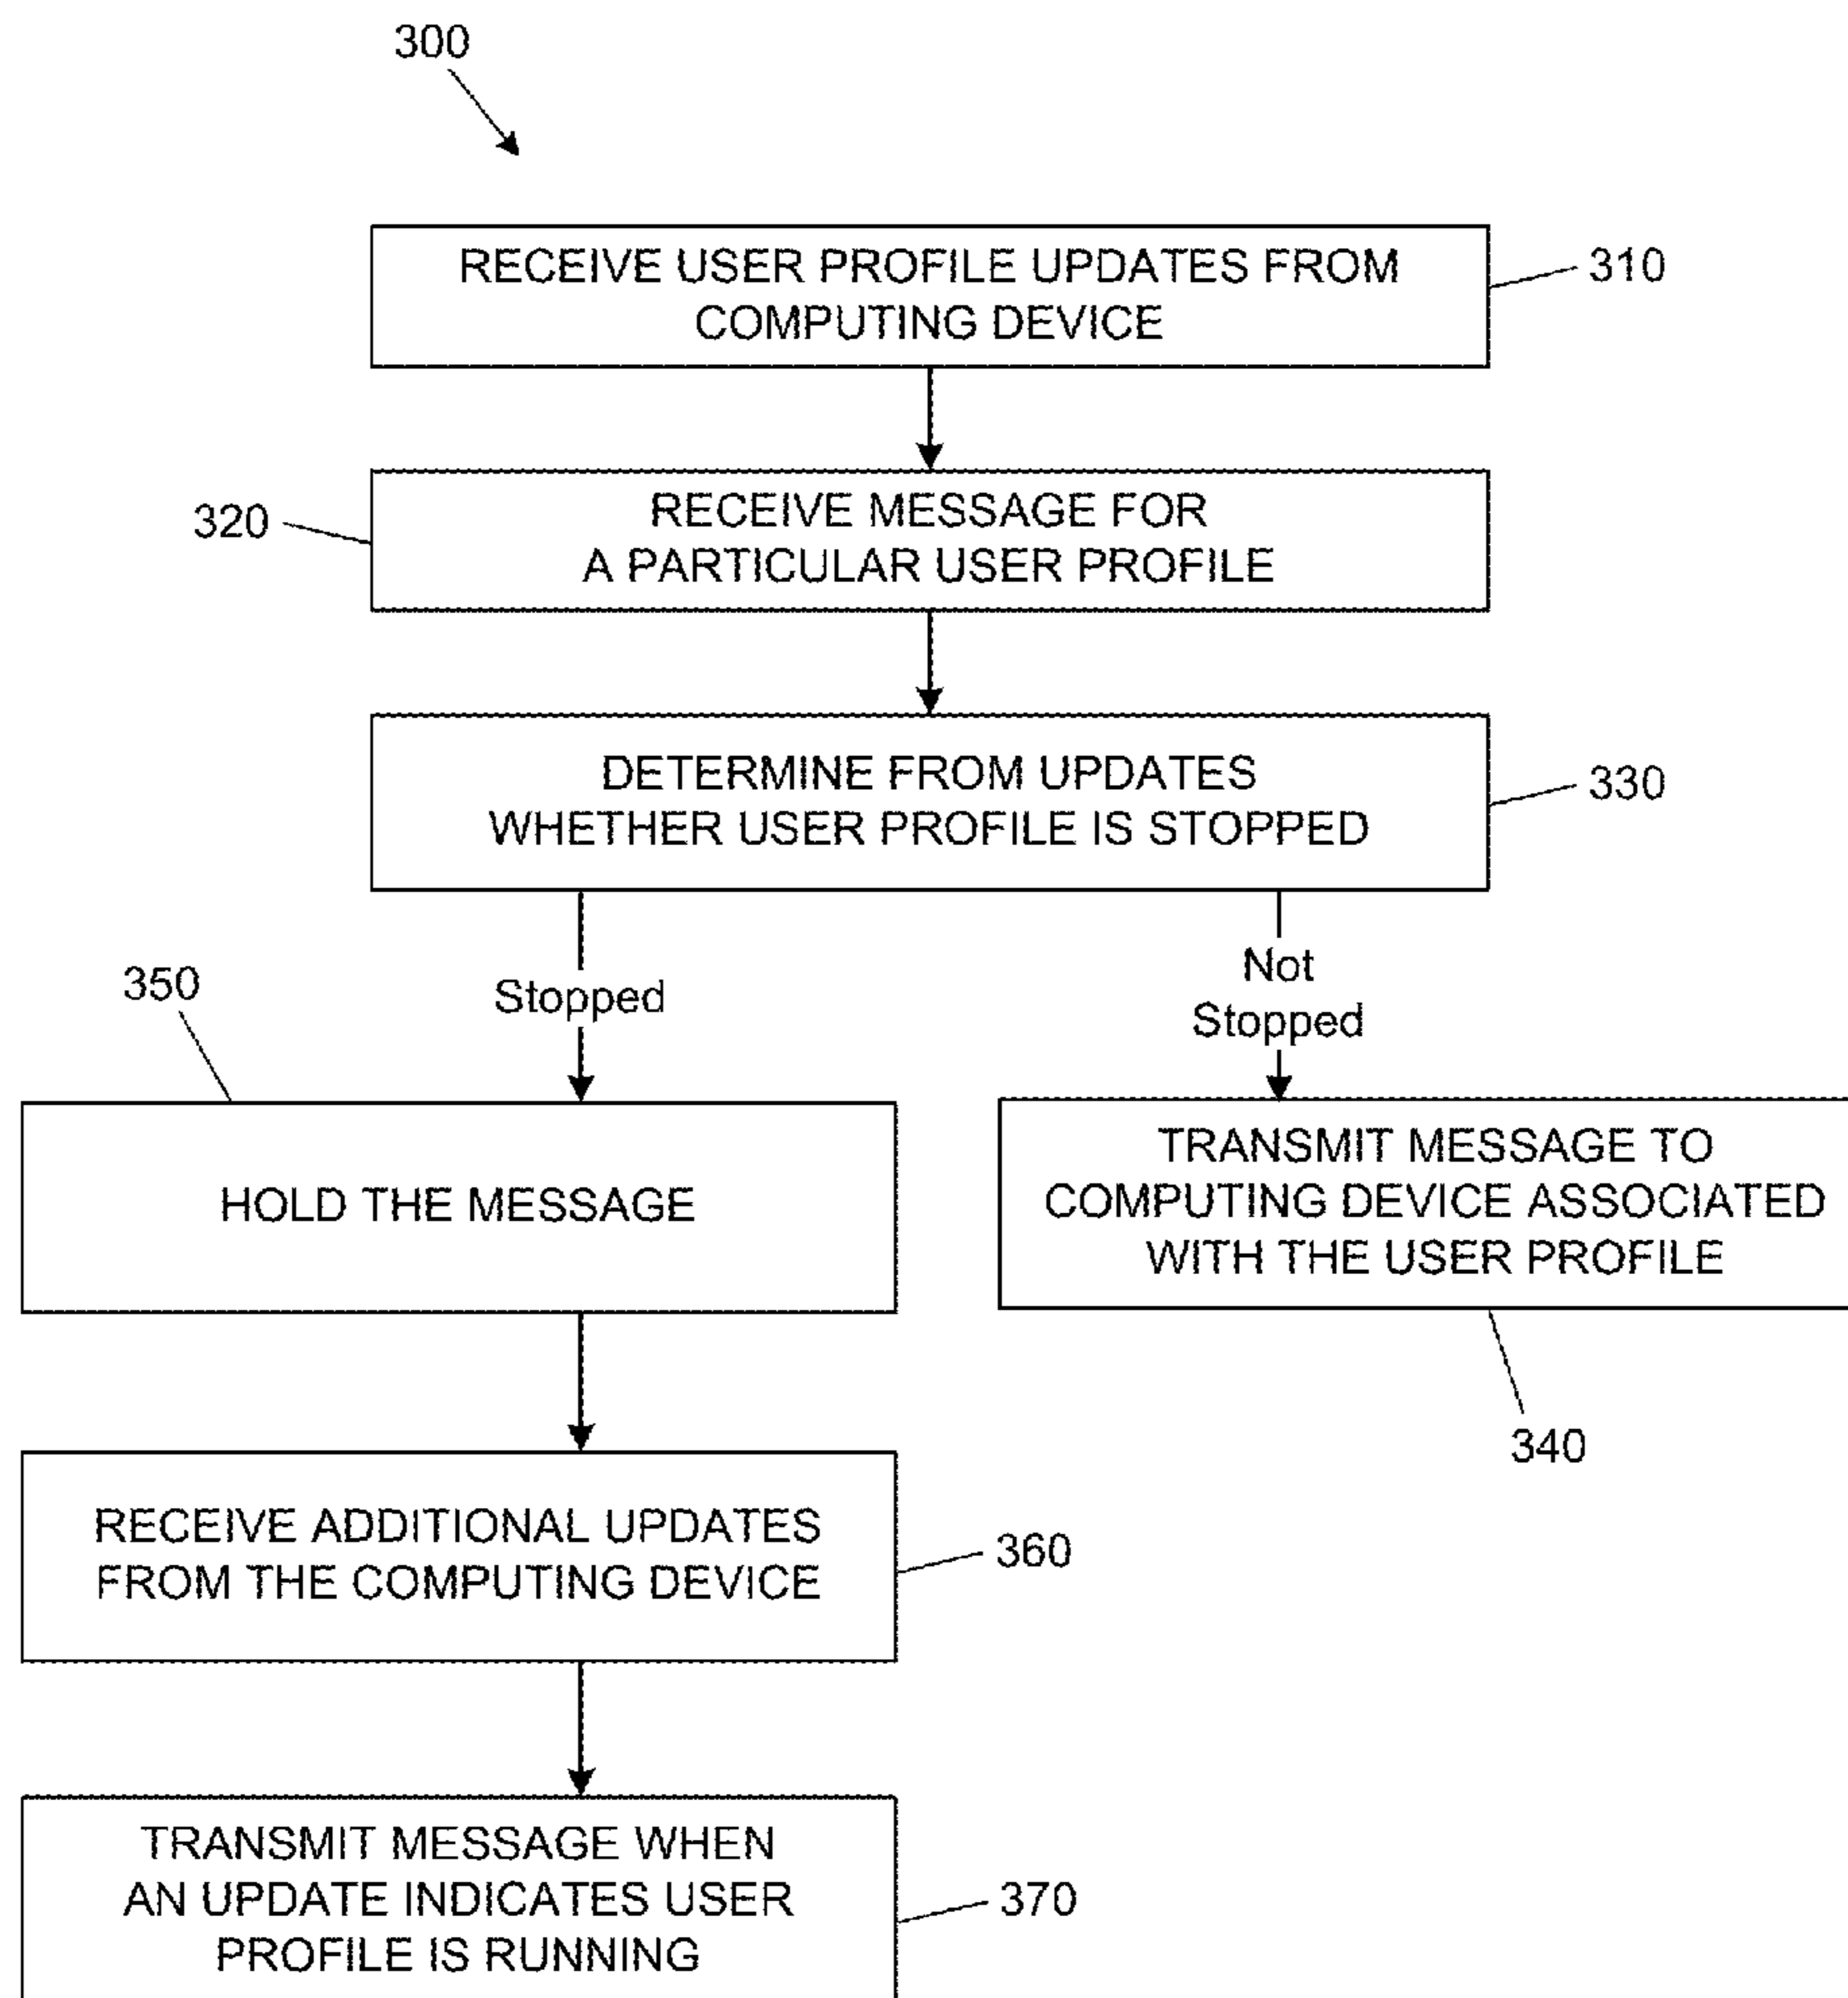 300
RECEIVE USER PROFILE UPDATES FROM
COMPUTING DEVICE
310
320
RECEIVE MESSAGE FOR
A PARTICULAR USER PROFILE
DETERMINE FROM UPDATES
WHETHER USER PROFILE IS STOPPED
330
Stopped
Not
Stopped
350
HOLD THE MESSAGE
TRANSMIT MESSAGE TO
COMPUTING DEVICE ASSOCIATED
WITH THE USER PROFILE
340
RECEIVE ADDITIONAL UPDATES
FROM THE COMPUTING DEVICE
360
TRANSMIT MESSAGE WHEN
AN UPDATE INDICATES USER
PROFILE IS RUNNING
370